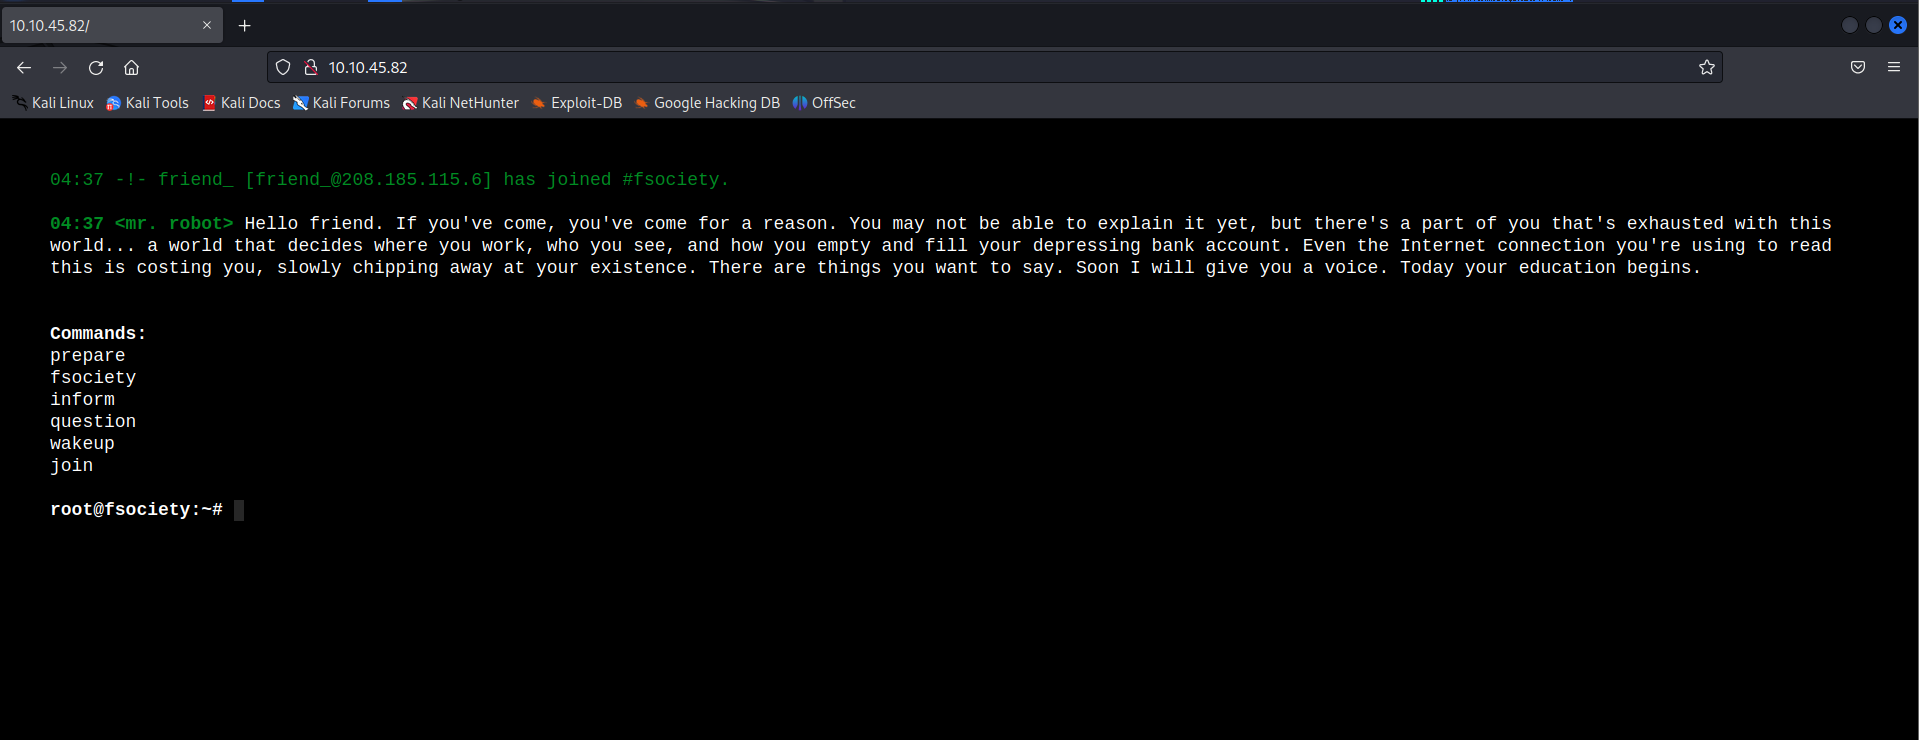 10.10.45.82/
10.10.45.82
Kali Linux Kali Tools Kali Docs Kali Forums Kali NetHunter Exploit-DB Google Hacking DB OffSec
04:37 -!- friend_ [friend_@208.185.115.6] has joined #fsociety.
04:37 <mr. robot> Hello friend. If you've come, you've come for a reason. You may not be able to explain it yet, but there's a part of you that's exhausted with this
world... a world that decides where you work, who you see, and how you empty and fill your depressing bank account. Even the Internet connection you're using to read
this is costing you, slowly chipping away at your existence. There are things you want to say. Soon I will give you a voice. Today your education begins.
Commands:
prepare
fsociety
inform
question
wakeup
join
root@fsociety:~#